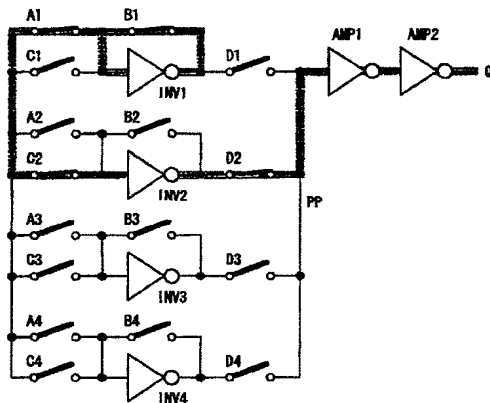 A1 B1 AMP1 AMP2
C1 D1
INV1
A2 B2
C2 D2
INV2
PP
A3 B3
C3 D3
INV3
A4 B4
C4 D4
INV4